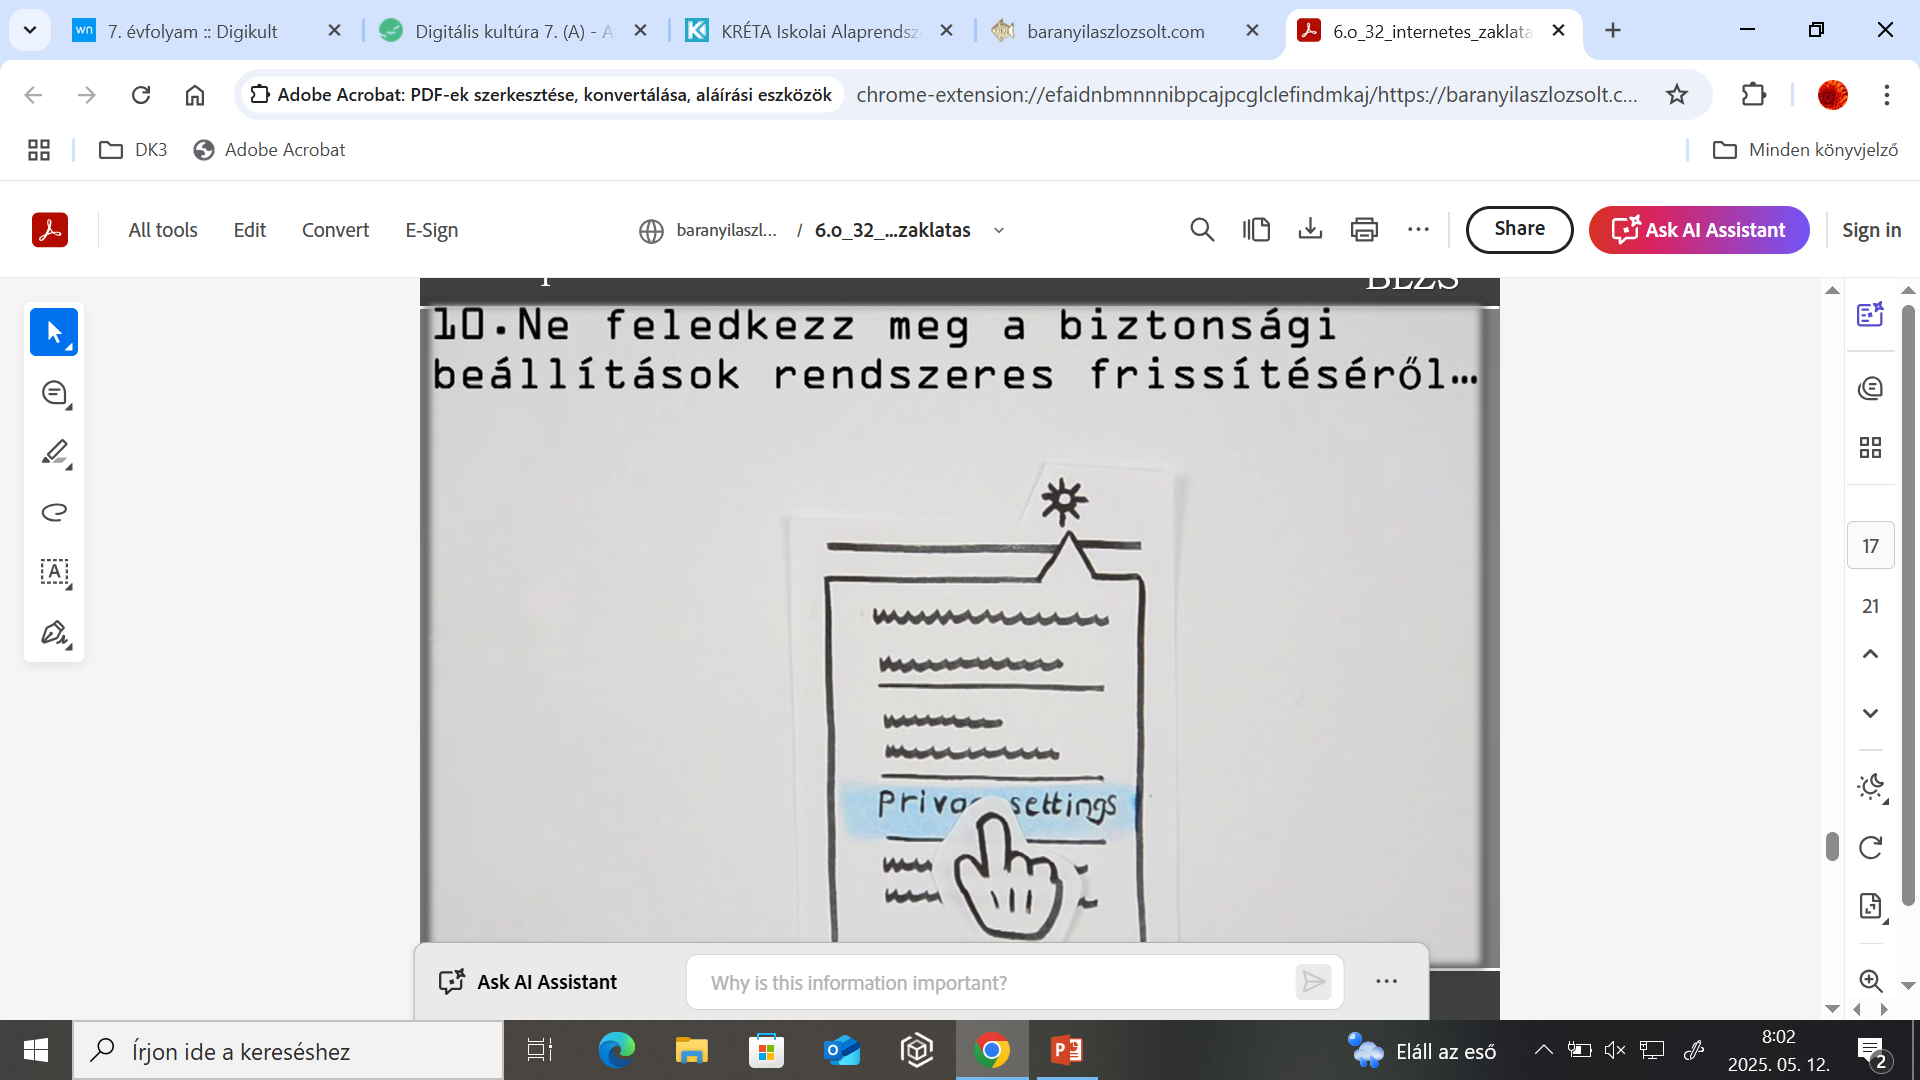 7. évfolyam :: Digikult
Digitális kultúra 7. (A) - A
KRÉTA Iskolai Alaprendsz
baranyilaszlozsolt.com
6.o_32_internetes_zaklata
Adobe Acrobat: PDF-ek szerkesztése, konvertálása, aláírási eszközök
chrome-extension://efaidnbmnnnibpcajpcglclefindmkaj/https://baranyilaszlozsolt.c...
DK3
Adobe Acrobat
Minden könyvjelző
All tools
Edit
Convert
E-Sign
baranyilaszl... / 6.o_32_...zaklatas
Share
Ask AI Assistant
Sign in
BLZS
10.Ne feledkezz meg a biztonsági
beállítások rendszeres frissítéséről…
settings
17
21
Ask AI Assistant
Why is this information important?
Írjon ide a kereséshez
Eláll az eső
8:02
2025. 05. 12.
2